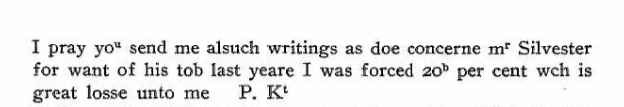 I pray yoᵘ send me alsuch writings as doe concerne mʳ Silvester
for want of his tob last yeare I was forced 20ᵇ per cent wch is
great losse unto me P. Kᵗ